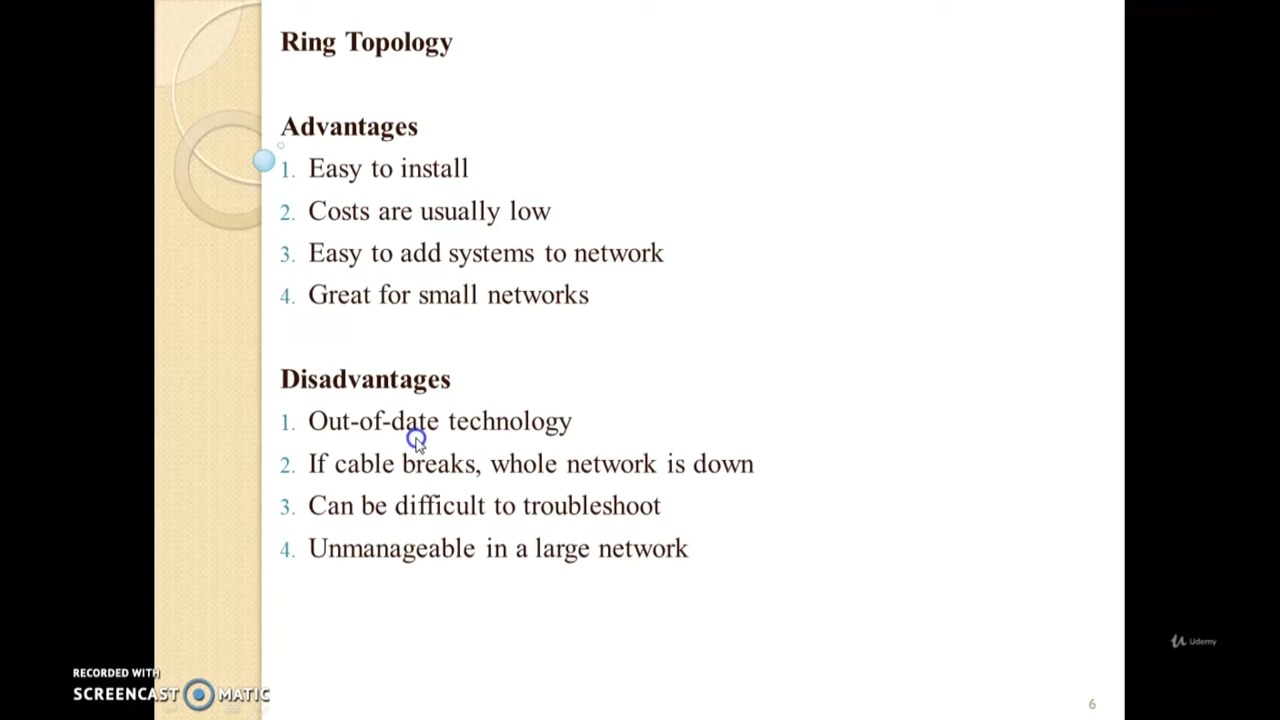 Ring Topology
Advantages
1. Easy to install
2. Costs are usually low
3. Easy to add systems to network
4. Great for small networks
Disadvantages
1. Out-of-date technology
2. If cable breaks, whole network is down
3. Can be difficult to troubleshoot
4. Unmanageable in a large network
Udemy
RECORDED WITH
SCREENCAST MATIC
6